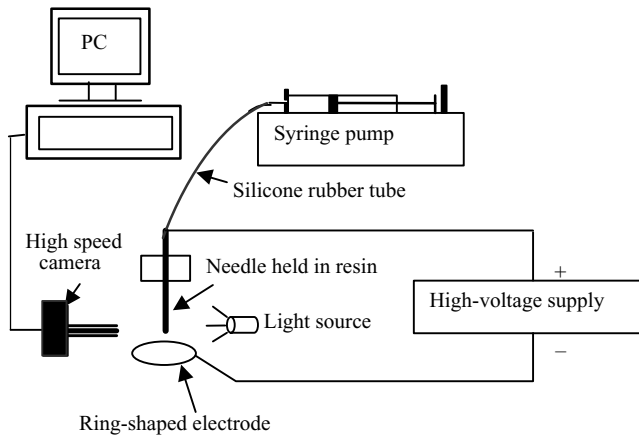 PC
Syringe pump
Silicone rubber tube
High speed
camera
Needle held in resin
+
High-voltage supply
Light source
−
Ring-shaped electrode